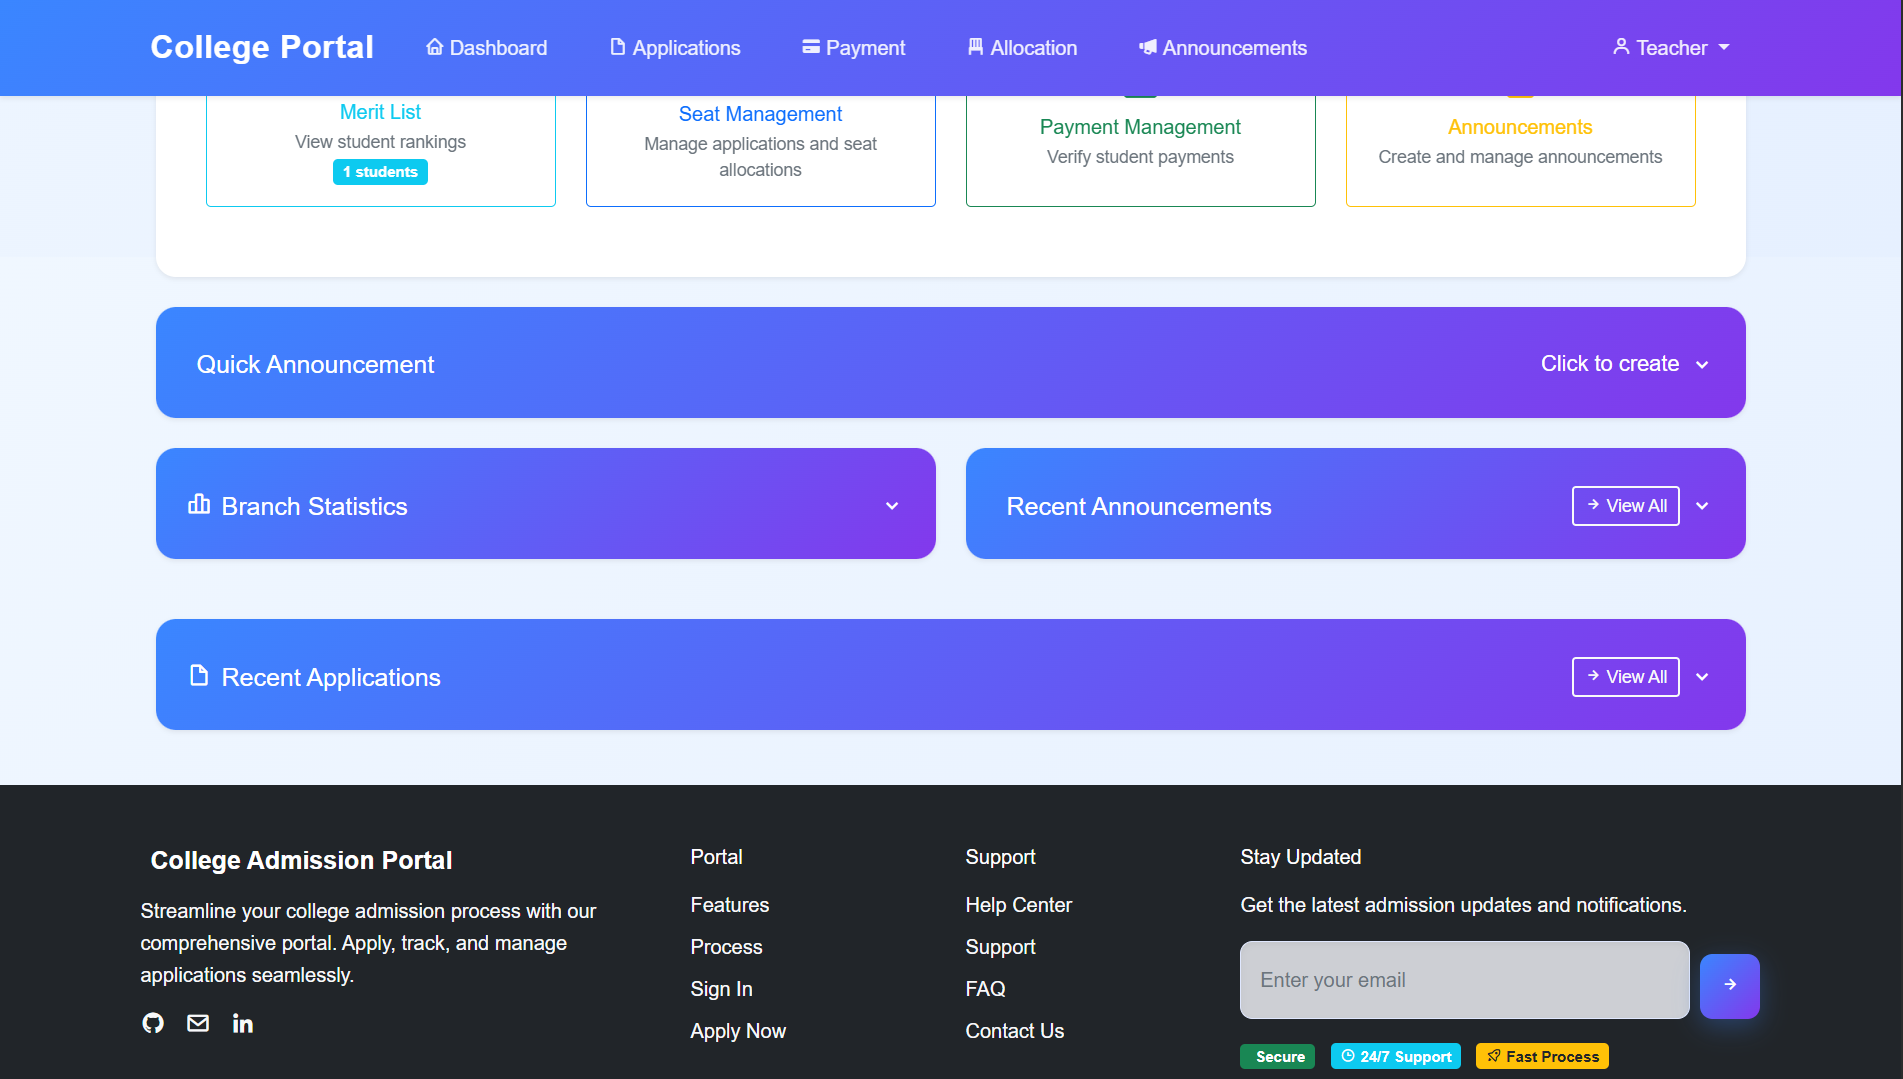 College Portal
Dashboard
Applications
Payment
Allocation
Announcements
Teacher
Merit List
View student rankings
1 students
Seat Management
Manage applications and seat
allocations
Payment Management
Verify student payments
Announcements
Create and manage announcements
Quick Announcement
Click to create
Branch Statistics
Recent Announcements
View All
Recent Applications
View All
College Admission Portal
Streamline your college admission process with our
comprehensive portal. Apply, track, and manage
applications seamlessly.
Portal
Features
Process
Sign In
Apply Now
Support
Help Center
Support
FAQ
Contact Us
Stay Updated
Get the latest admission updates and notifications.
Enter your email
Secure
24/7 Support
Fast Process